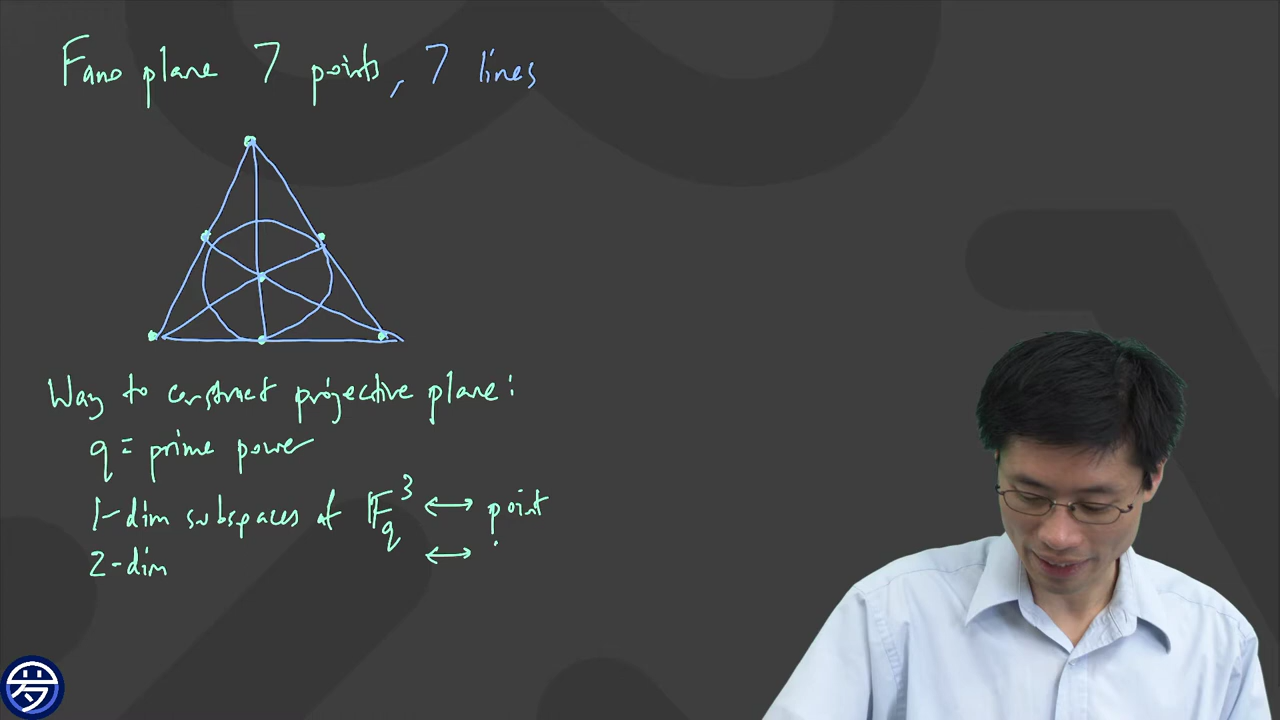 Fano plane 7 points, 7 lines
Way to construct projective plane:
q = prime power
1-dim subspaces of 𝔽_q^3 ↔ point
2-dim ↔